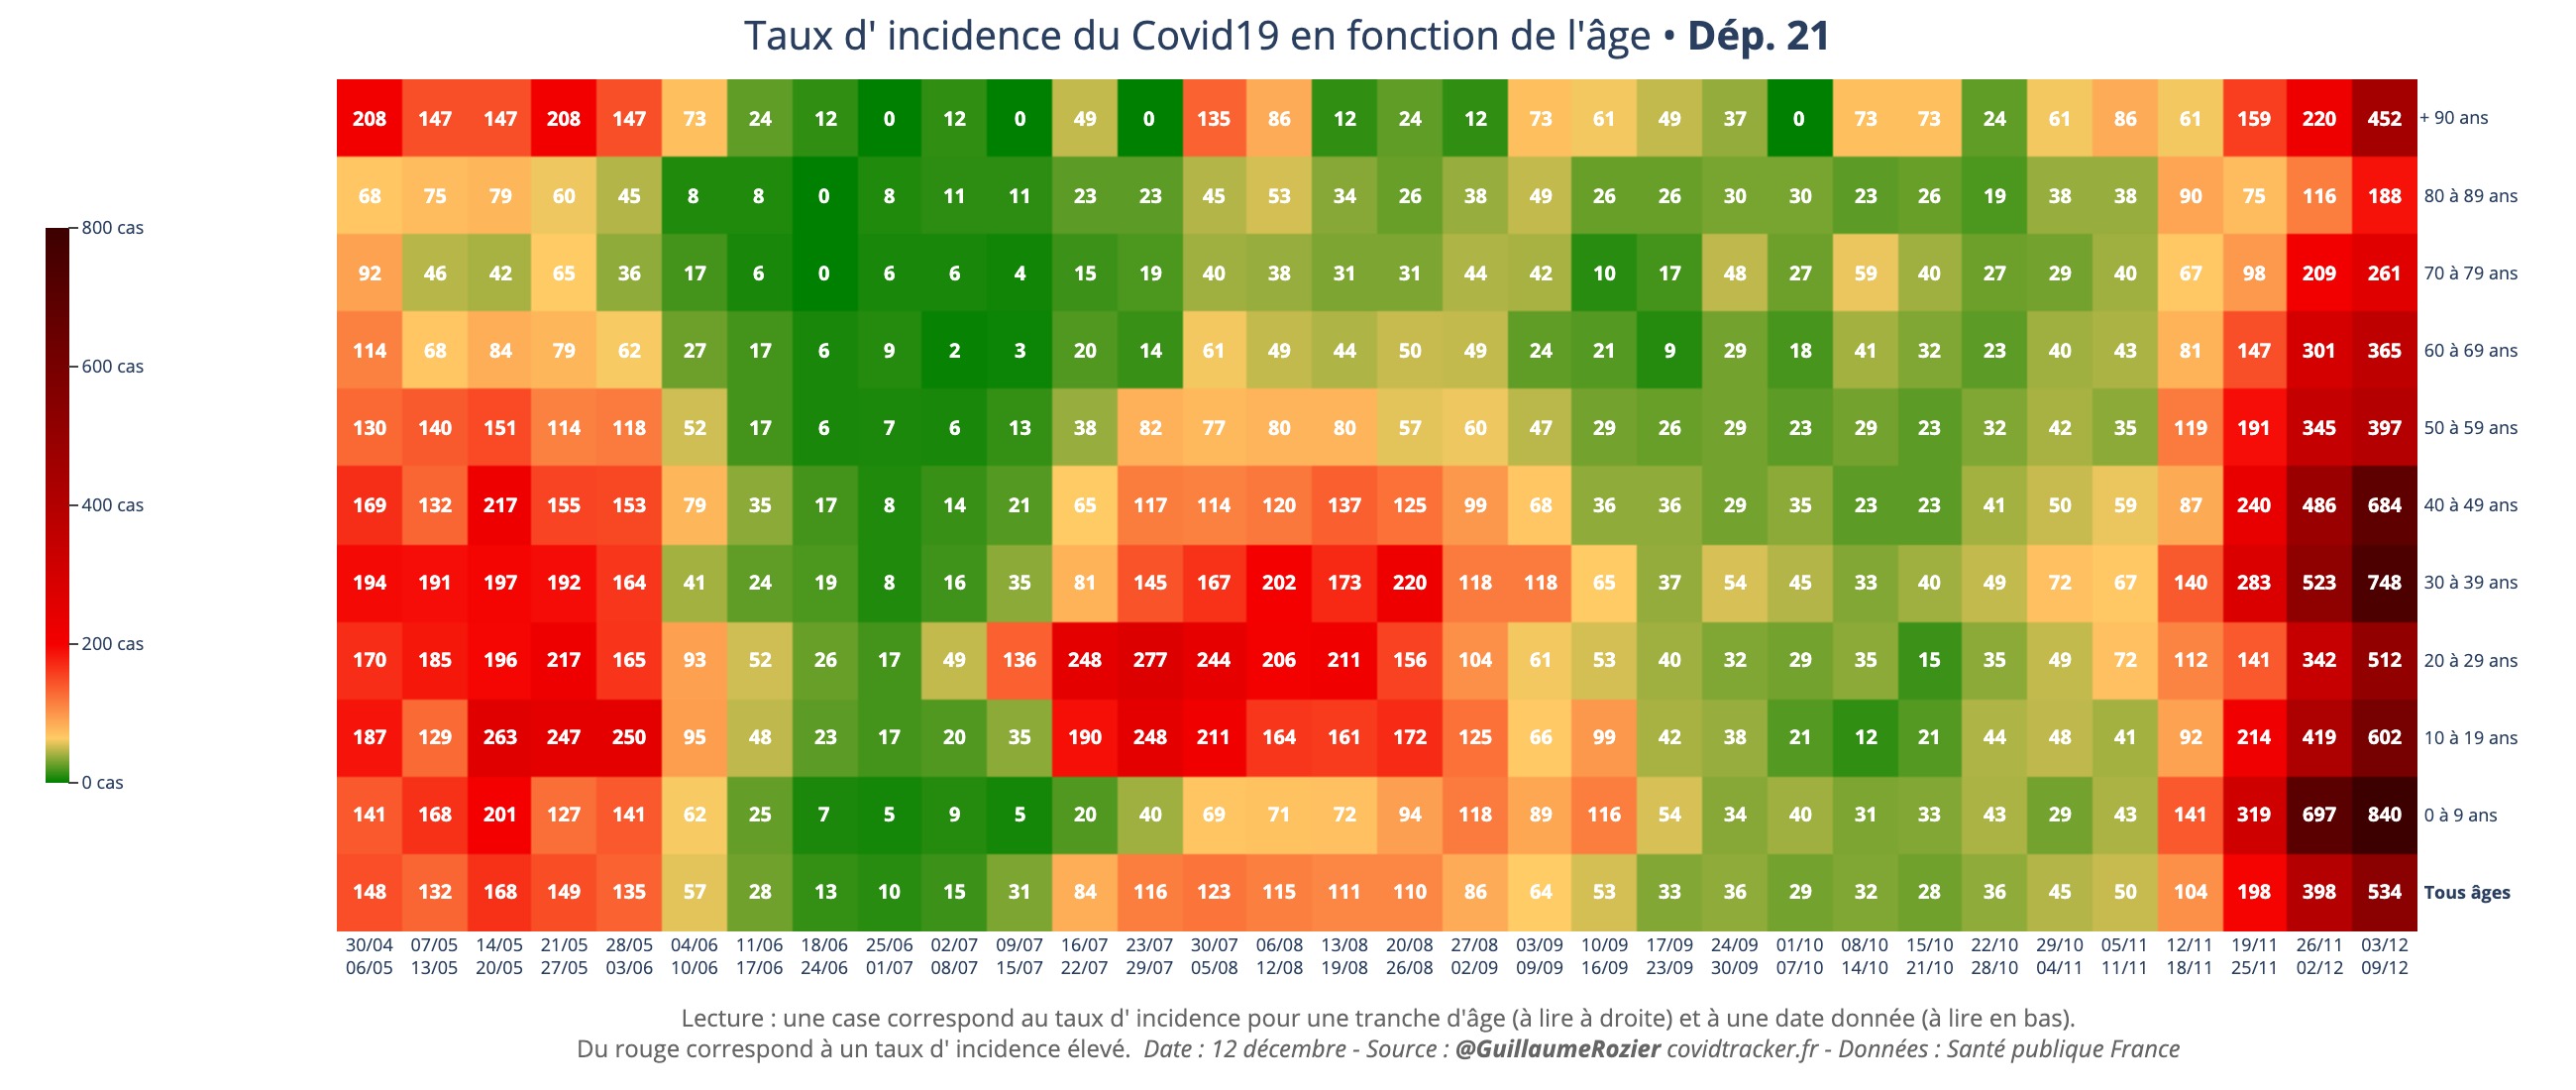 Taux d' incidence du Covid19 en fonction de l'âge • Dép. 21
800 cas
600 cas
400 cas
200 cas
0 cas
208 147 147 208 147 73 24 12 0 12 0 49 0 135 86 12 24 12 73 61 49 37 0 73 73 24 61 86 61 159 220 452 + 90 ans
68 75 79 60 45 8 8 0 8 11 11 23 23 45 53 34 26 38 49 26 26 30 30 23 26 19 38 38 90 75 116 188 80 à 89 ans
92 46 42 65 36 17 6 0 6 6 4 15 19 40 38 31 31 44 42 10 17 48 27 59 40 27 29 40 67 98 209 261 70 à 79 ans
114 68 84 79 62 27 17 6 9 2 3 20 14 61 49 44 50 49 24 21 9 29 18 41 32 23 40 43 81 147 301 365 60 à 69 ans
130 140 151 114 118 52 17 6 7 6 13 38 82 77 80 80 57 60 47 29 26 29 23 29 23 32 42 35 119 191 345 397 50 à 59 ans
169 132 217 155 153 79 35 17 8 14 21 65 117 114 120 137 125 99 68 36 36 29 35 23 23 41 50 59 87 240 486 684 40 à 49 ans
194 191 197 192 164 41 24 19 8 16 35 81 145 167 202 173 220 118 118 65 37 54 45 33 40 49 72 67 140 283 523 748 30 à 39 ans
170 185 196 217 165 93 52 26 17 49 136 248 277 244 206 211 156 104 61 53 40 32 29 35 15 35 49 72 112 141 342 512 20 à 29 ans
187 129 263 247 250 95 48 23 17 20 35 190 248 211 164 161 172 125 66 99 42 38 21 12 21 44 48 41 92 214 419 602 10 à 19 ans
141 168 201 127 141 62 25 7 5 9 5 20 40 69 71 72 94 118 89 116 54 34 40 31 33 43 29 43 141 319 697 840 0 à 9 ans
148 132 168 149 135 57 28 13 10 15 31 84 116 123 115 111 110 86 64 53 33 36 29 32 28 36 45 50 104 198 398 534 Tous âges
30/04 07/05 14/05 21/05 28/05 04/06 11/06 18/06 25/06 02/07 09/07 16/07 23/07 30/07 06/08 13/08 20/08 27/08 03/09 10/09 17/09 24/09 01/10 08/10 15/10 22/10 29/10 05/11 12/11 19/11 26/11 03/12
06/05 13/05 20/05 27/05 03/06 10/06 17/06 24/06 01/07 08/07 15/07 22/07 29/07 05/08 12/08 19/08 26/08 02/09 09/09 16/09 23/09 30/09 07/10 14/10 21/10 28/10 04/11 11/11 18/11 25/11 02/12 09/12
Lecture : une case correspond au taux d' incidence pour une tranche d'âge (à lire à droite) et à une date donnée (à lire en bas).
Du rouge correspond à un taux d' incidence élevé. Date : 12 décembre - Source : @GuillaumeRozier covidtracker.fr - Données : Santé publique France